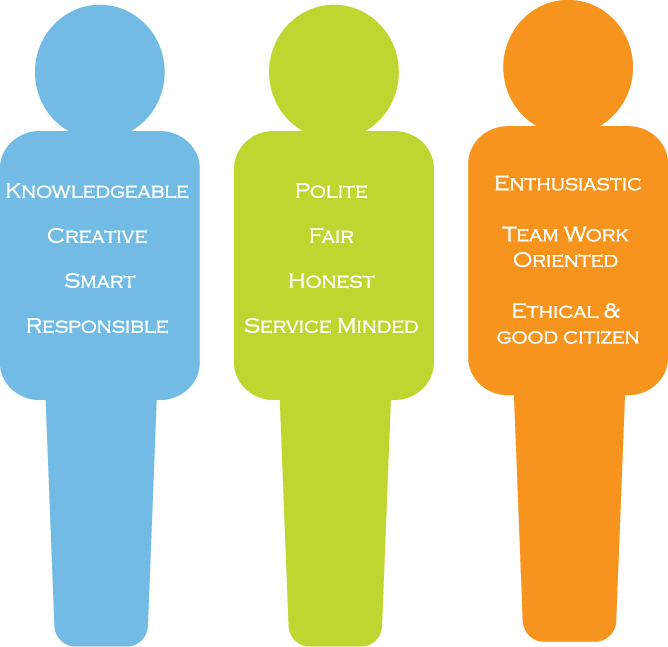 Knowledgeable
Creative
Smart
Responsible
Polite
Fair
Honest
Service Minded
Enthusiastic
Team Work
Oriented
Ethical &
good citizen